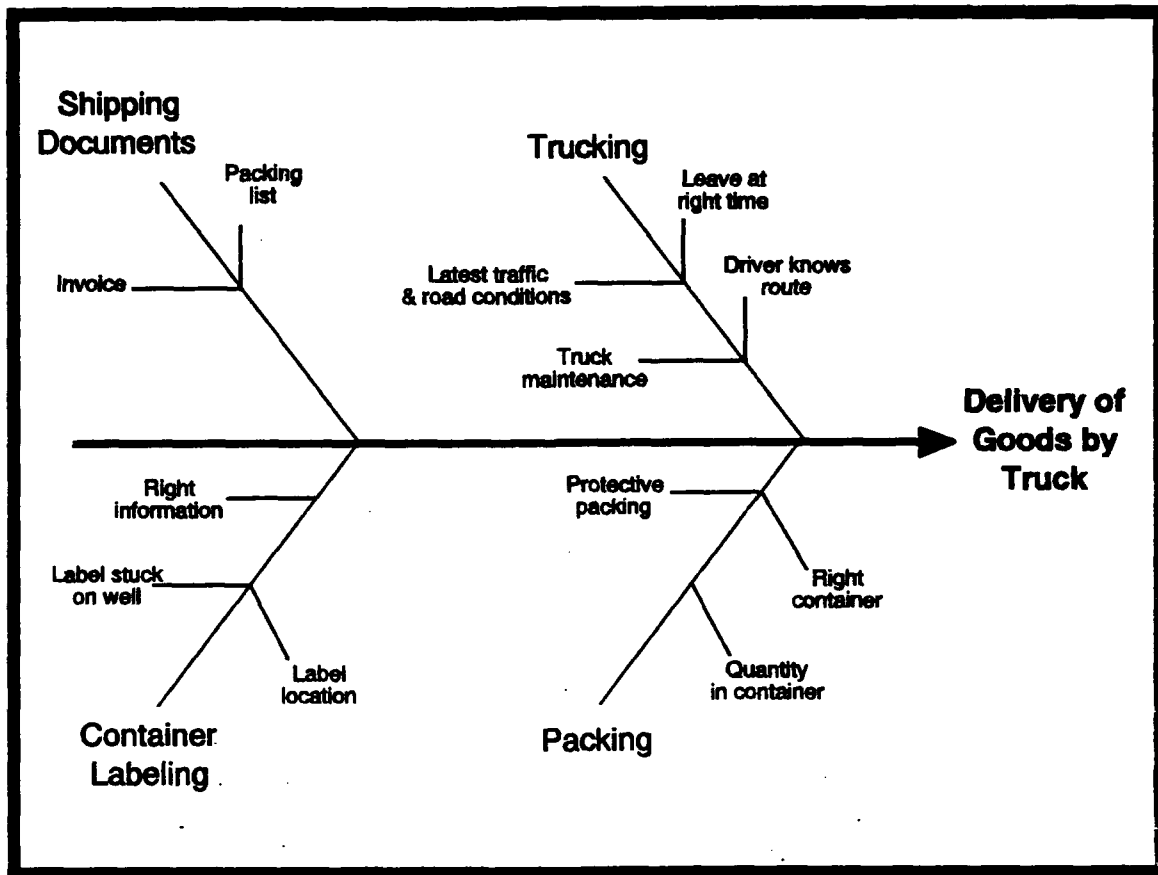 Shipping
Documents
Packing
list
Invoice
Trucking
Leave at
right time
Latest traffic
& road conditions
Driver knows
route
Truck
maintenance
Delivery of
Goods by
Truck
Right
information
Label stuck
on well
Label
location
Container
Labeling
Protective
packing
Right
container
Quantity
in container
Packing